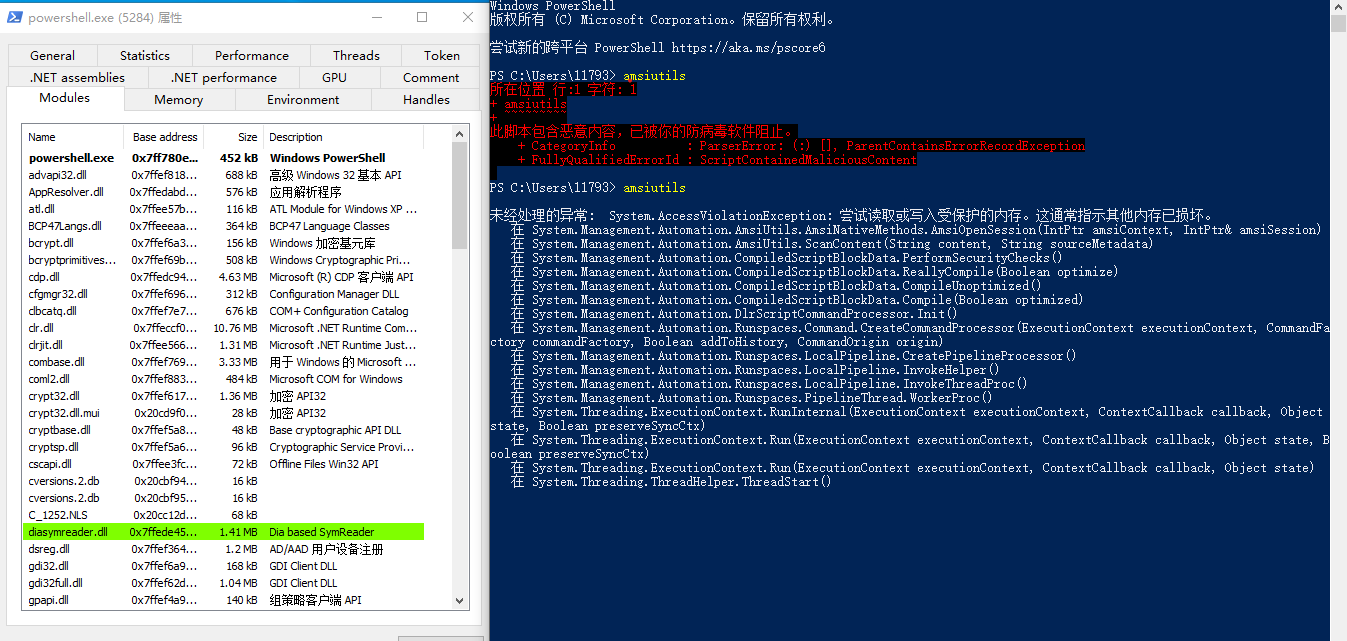 powershell.exe (5284) 属性
General Statistics Performance Threads Token
.NET assemblies .NET performance GPU Comment
Modules Memory Environment Handles
Name Base address Size Description
powershell.exe 0x7ff780e... 452 kB Windows PowerShell
advapi32.dll 0x7ffef818... 688 kB 高级 Windows 32 基本 API
AppResolver.dll 0x7ffedabd... 576 kB 应用解析程序
atl.dll 0x7ffee57b... 116 kB ATL Module for Windows XP ...
BCP47Langs.dll 0x7ffeeeaa... 364 kB BCP47 Language Classes
bcrypt.dll 0x7ffef6a3... 156 kB Windows 加密基元库
bcryptprimitives... 0x7ffef69b... 508 kB Windows Cryptographic Pri...
cdp.dll 0x7ffedc94... 4.63 MB Microsoft (R) CDP 客户端 API
cfgmgr32.dll 0x7ffef696... 312 kB Configuration Manager DLL
clbcatq.dll 0x7ffef7e7... 676 kB COM+ Configuration Catalog
clr.dll 0x7ffeccf0... 10.76 MB Microsoft .NET Runtime Com...
clrjit.dll 0x7ffee566... 1.31 MB Microsoft .NET Runtime Just...
combase.dll 0x7ffef769... 3.33 MB 用于 Windows 的 Microsoft ...
coml2.dll 0x7ffef883... 484 kB Microsoft COM for Windows
crypt32.dll 0x7ffef617... 1.36 MB 加密 API32
crypt32.dll.mui 0x20cd9f0... 28 kB 加密 API32
cryptbase.dll 0x7ffef5a8... 48 kB Base cryptographic API DLL
cryptsp.dll 0x7ffef5a6... 96 kB Cryptographic Service Provi...
cscapi.dll 0x7ffee3fc... 72 kB Offline Files Win32 API
cversions.2.db 0x20cbf94... 16 kB
cversions.2.db 0x20cbf95... 16 kB
C_1252.NLS 0x20cc12d... 68 kB
diasymreader.dll 0x7ffede45... 1.41 MB Dia based SymReader
dsreg.dll 0x7ffef364... 1.2 MB AD/AAD 用户设备注册
gdi32.dll 0x7ffef6a9... 168 kB GDI Client DLL
gdi32full.dll 0x7ffef62d... 1.04 MB GDI Client DLL
gpapi.dll 0x7ffef4a9... 140 kB 组策略客户端 API
Windows PowerShell
版权所有 (C) Microsoft Corporation。保留所有权利。
尝试新的跨平台 PowerShell https://aka.ms/pscore6
PS C:\Users\11793> amsiutils
所在位置 行:1 字符: 1
+ amsiutils
+ ~~~~~~~~~
此脚本包含恶意内容，已被你的防病毒软件阻止。
+ CategoryInfo : ParserError: (:) [], ParentContainsErrorRecordException
+ FullyQualifiedErrorId : ScriptContainedMaliciousContent
PS C:\Users\11793> amsiutils
未经处理的异常: System.AccessViolationException: 尝试读取或写入受保护的内存。这通常指示其他内存已损坏。
在 System.Management.Automation.AmsiUtils.AmsiNativeMethods.AmsiOpenSession(IntPtr amsiContext, IntPtr& amsiSession)
在 System.Management.Automation.AmsiUtils.ScanContent(String content, String sourceMetadata)
在 System.Management.Automation.CompiledScriptBlockData.PerformSecurityChecks()
在 System.Management.Automation.CompiledScriptBlockData.ReallyCompile(Boolean optimize)
在 System.Management.Automation.CompiledScriptBlockData.CompileUnoptimized()
在 System.Management.Automation.CompiledScriptBlockData.Compile(Boolean optimized)
在 System.Management.Automation.DlrScriptCommandProcessor.Init()
在 System.Management.Automation.Runspaces.Command.CreateCommandProcessor(ExecutionContext executionContext, CommandFa
ctory commandFactory, Boolean addToHistory, CommandOrigin origin)
在 System.Management.Automation.Runspaces.LocalPipeline.CreatePipelineProcessor()
在 System.Management.Automation.Runspaces.LocalPipeline.InvokeHelper()
在 System.Management.Automation.Runspaces.LocalPipeline.InvokeThreadProc()
在 System.Management.Automation.Runspaces.PipelineThread.WorkerProc()
在 System.Threading.ExecutionContext.RunInternal(ExecutionContext executionContext, ContextCallback callback, Object
state, Boolean preserveSyncCtx)
在 System.Threading.ExecutionContext.Run(ExecutionContext executionContext, ContextCallback callback, Object state, B
oolean preserveSyncCtx)
在 System.Threading.ExecutionContext.Run(ExecutionContext executionContext, ContextCallback callback, Object state)
在 System.Threading.ThreadHelper.ThreadStart()